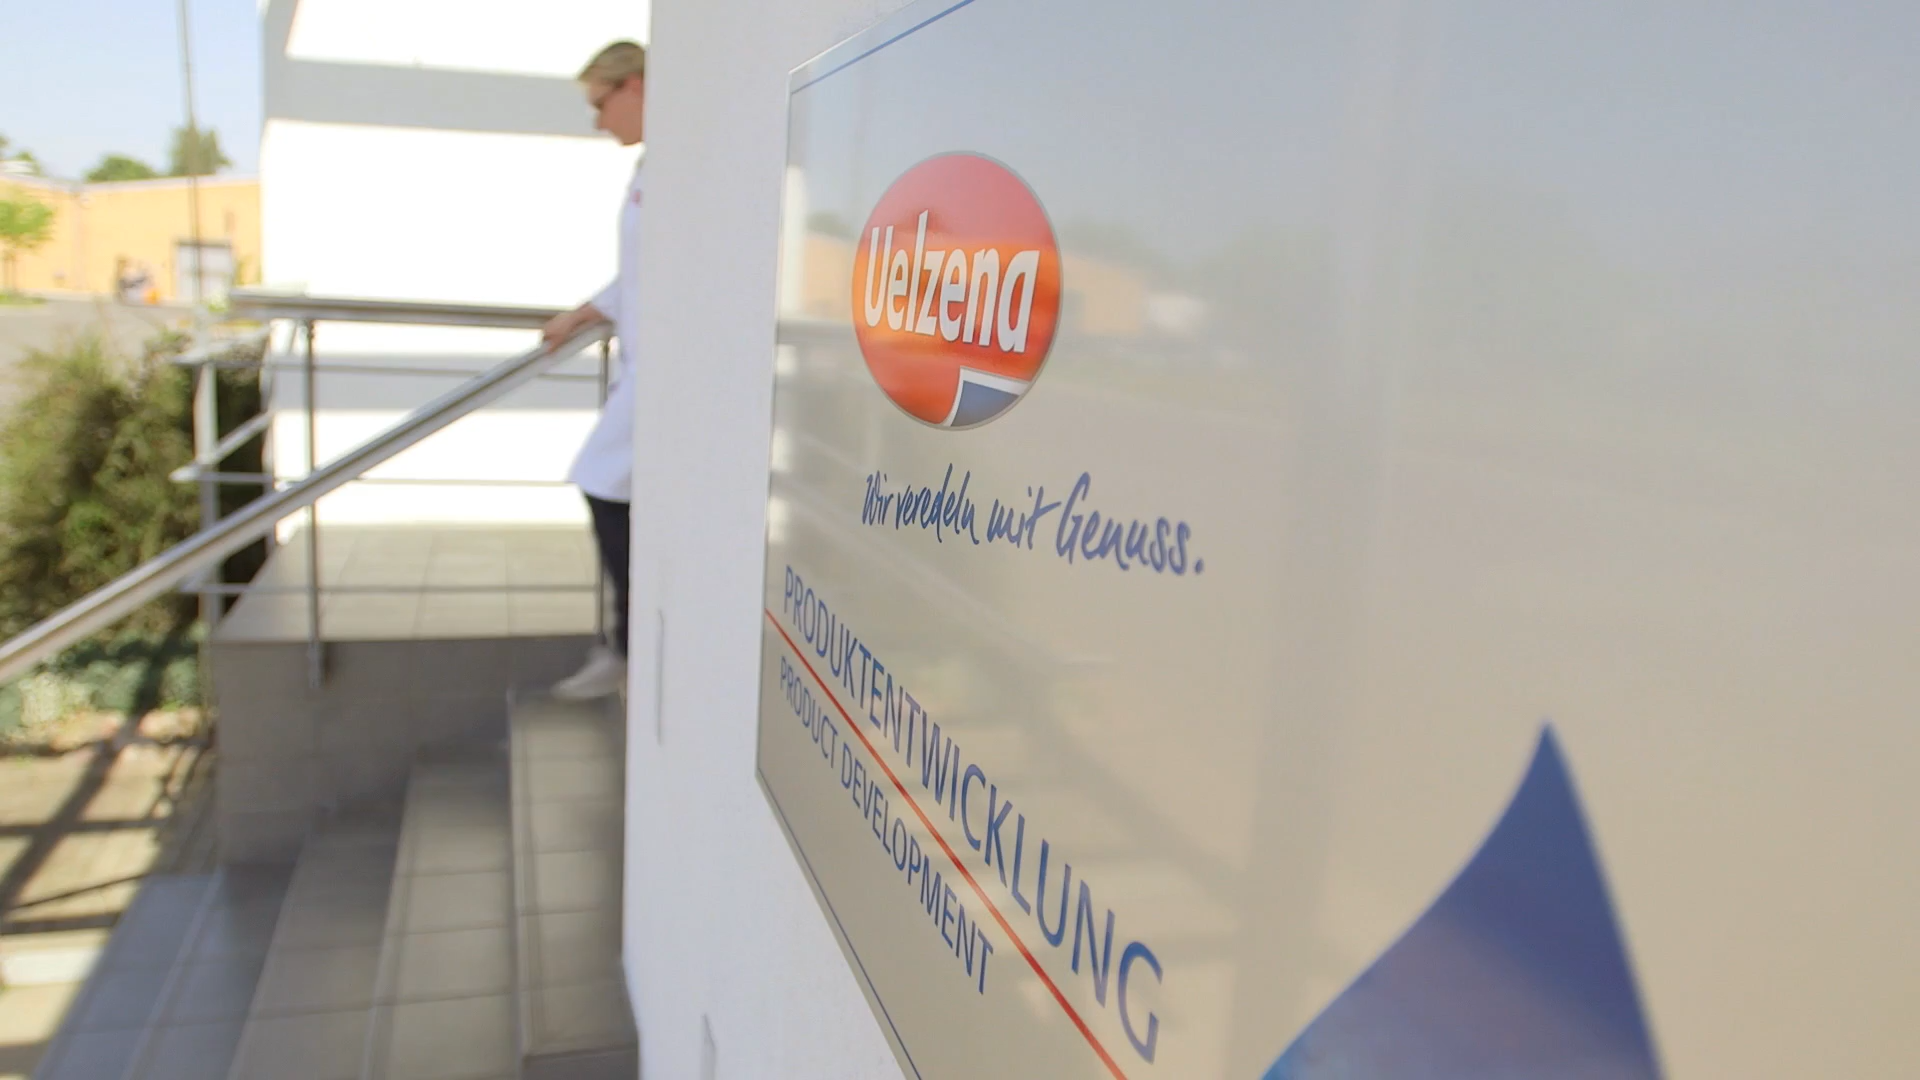 Uelzena
Wir veredeln mit Genuss.
PRODUKTENTWICKLUNG
PRODUCT DEVELOPMENT